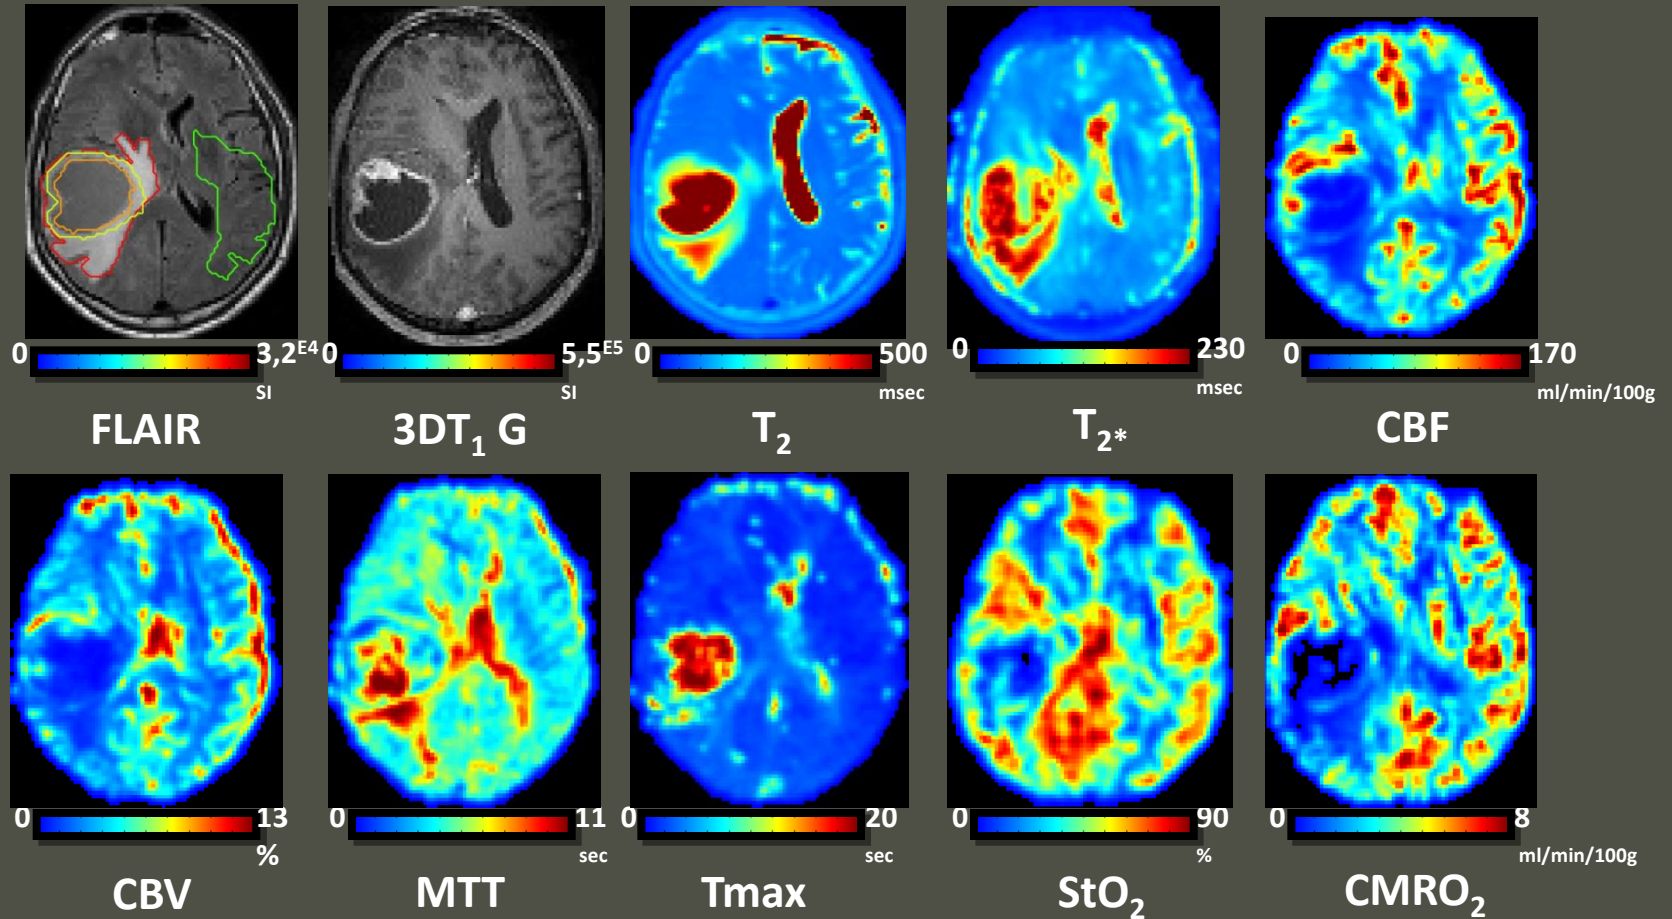 0 3,2E4 0 5,5E5 0 500 0 230 0 170
SI SI msec msec ml/min/100g
FLAIR 3DT1 G T2 T2* CBF
0 13 0 11 0 20 0 90 0 8
% sec sec % ml/min/100g
CBV MTT Tmax StO2 CMRO2